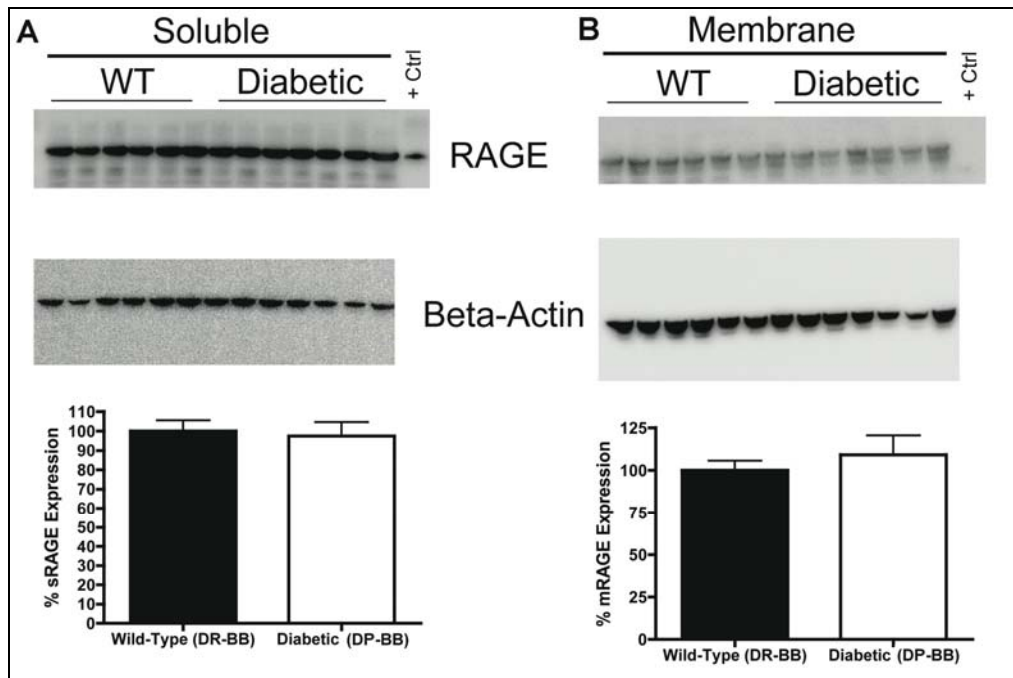 A
Soluble
WT Diabetic + Ctrl
B
Membrane
WT Diabetic + Ctrl
RAGE
Beta-Actin
% sRAGE Expression
110
100
90
80
70
60
50
40
30
20
10
0
Wild-Type (DR-BB) Diabetic (DP-BB)
% mRAGE Expression
125
100
75
50
25
0
Wild-Type (DR-BB) Diabetic (DP-BB)